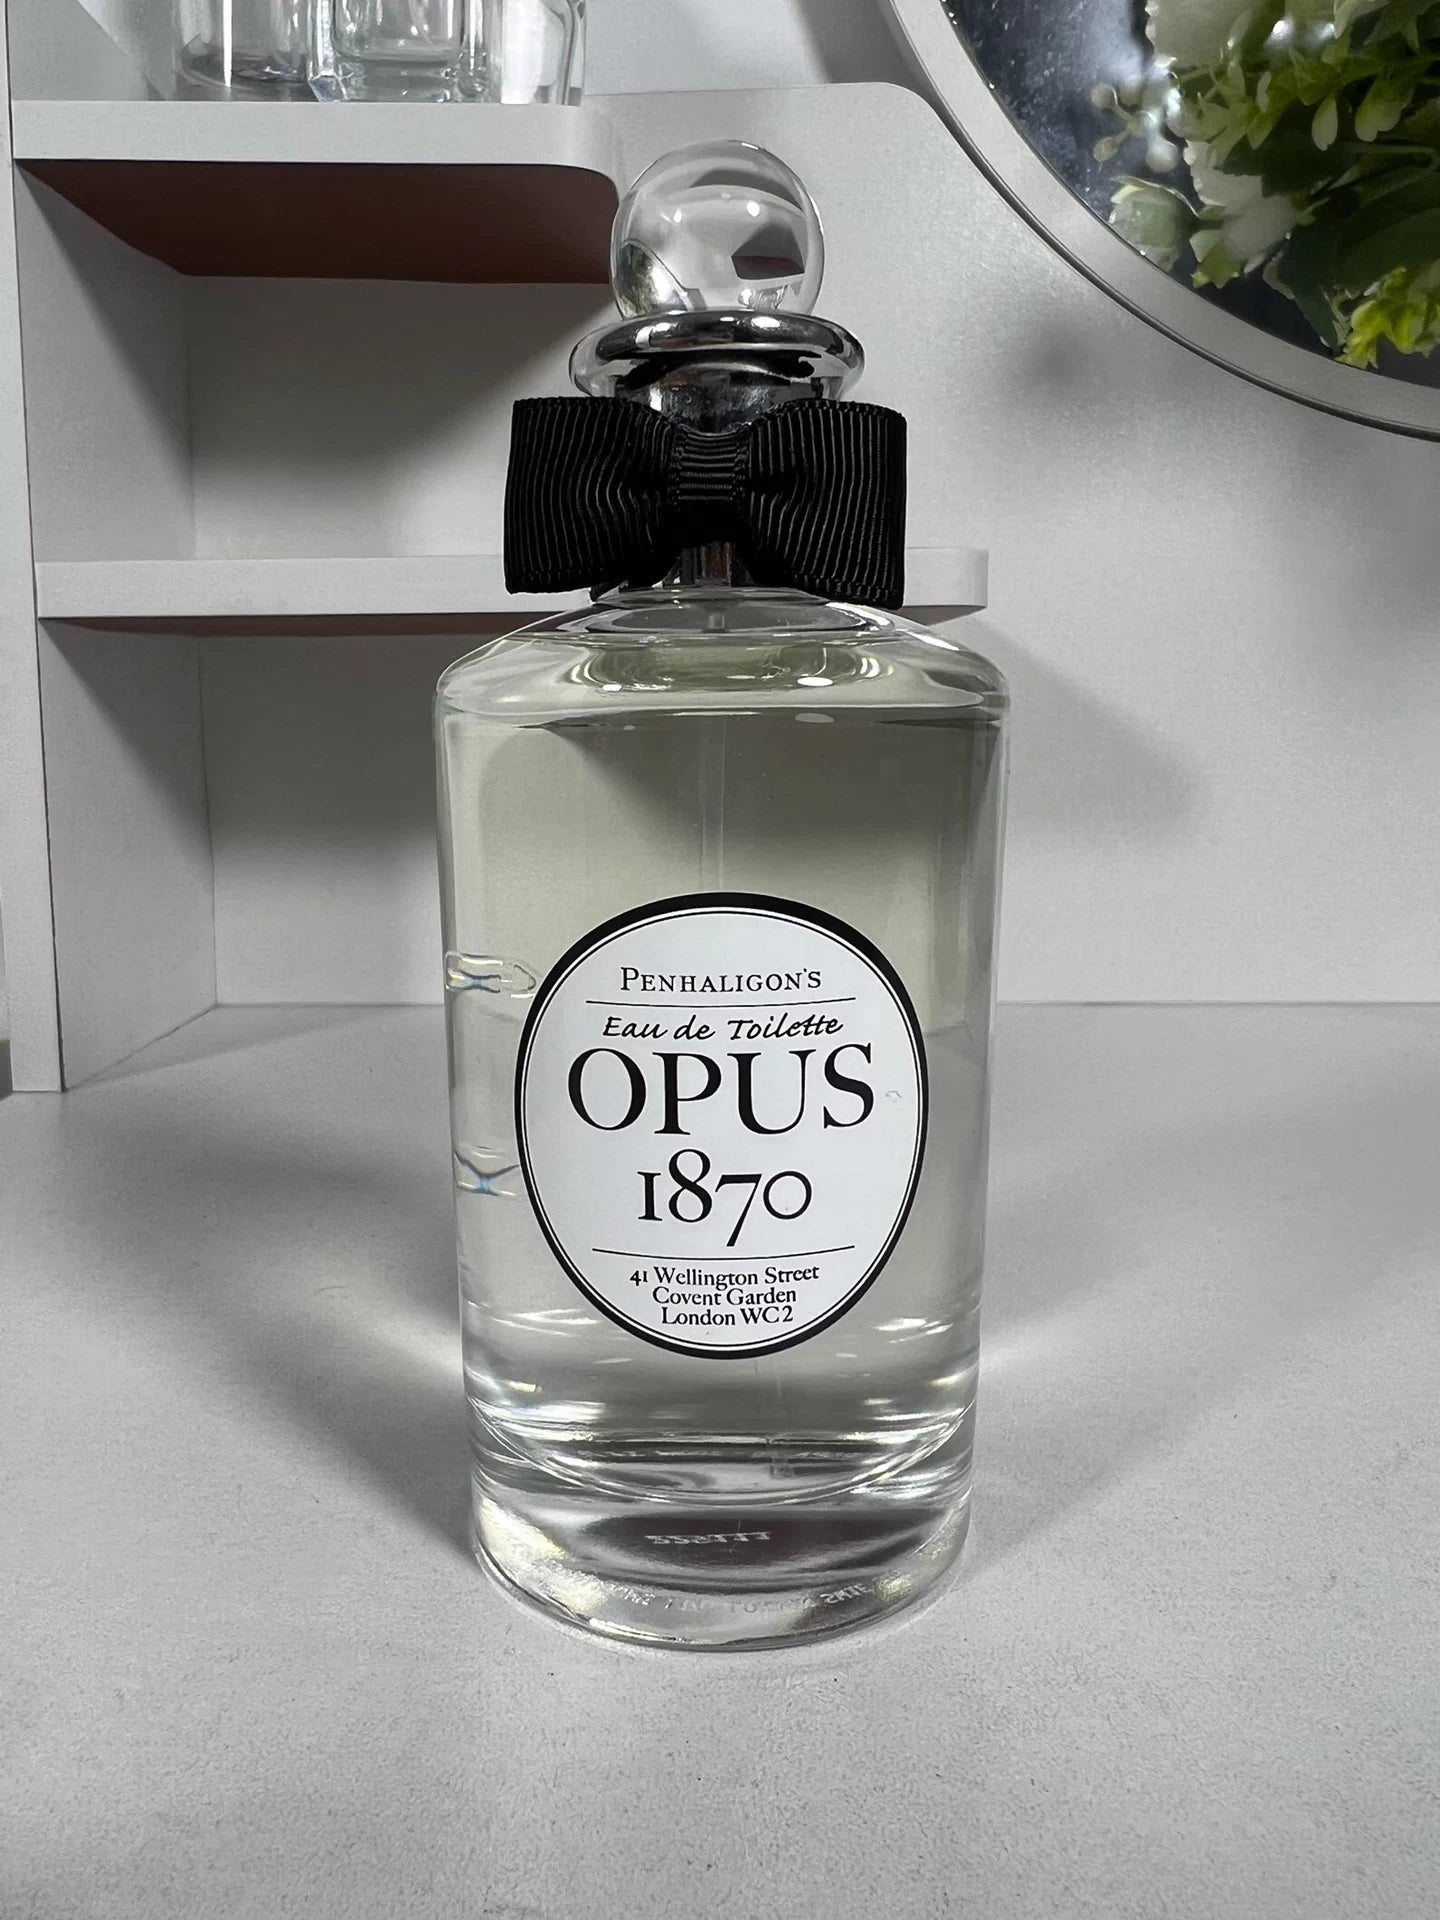 PENHALIGON'S
Eau de Toilette
OPUS
1870
41 Wellington Street
Covent Garden
London WC2